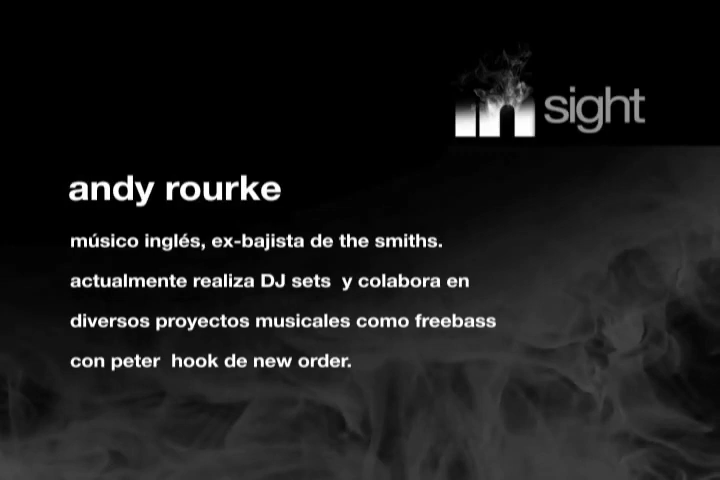 in sight
andy rourke
músico inglés, ex-bajista de the smiths.
actualmente realiza DJ sets  y colabora en
diversos proyectos musicales como freebass
con peter  hook de new order.